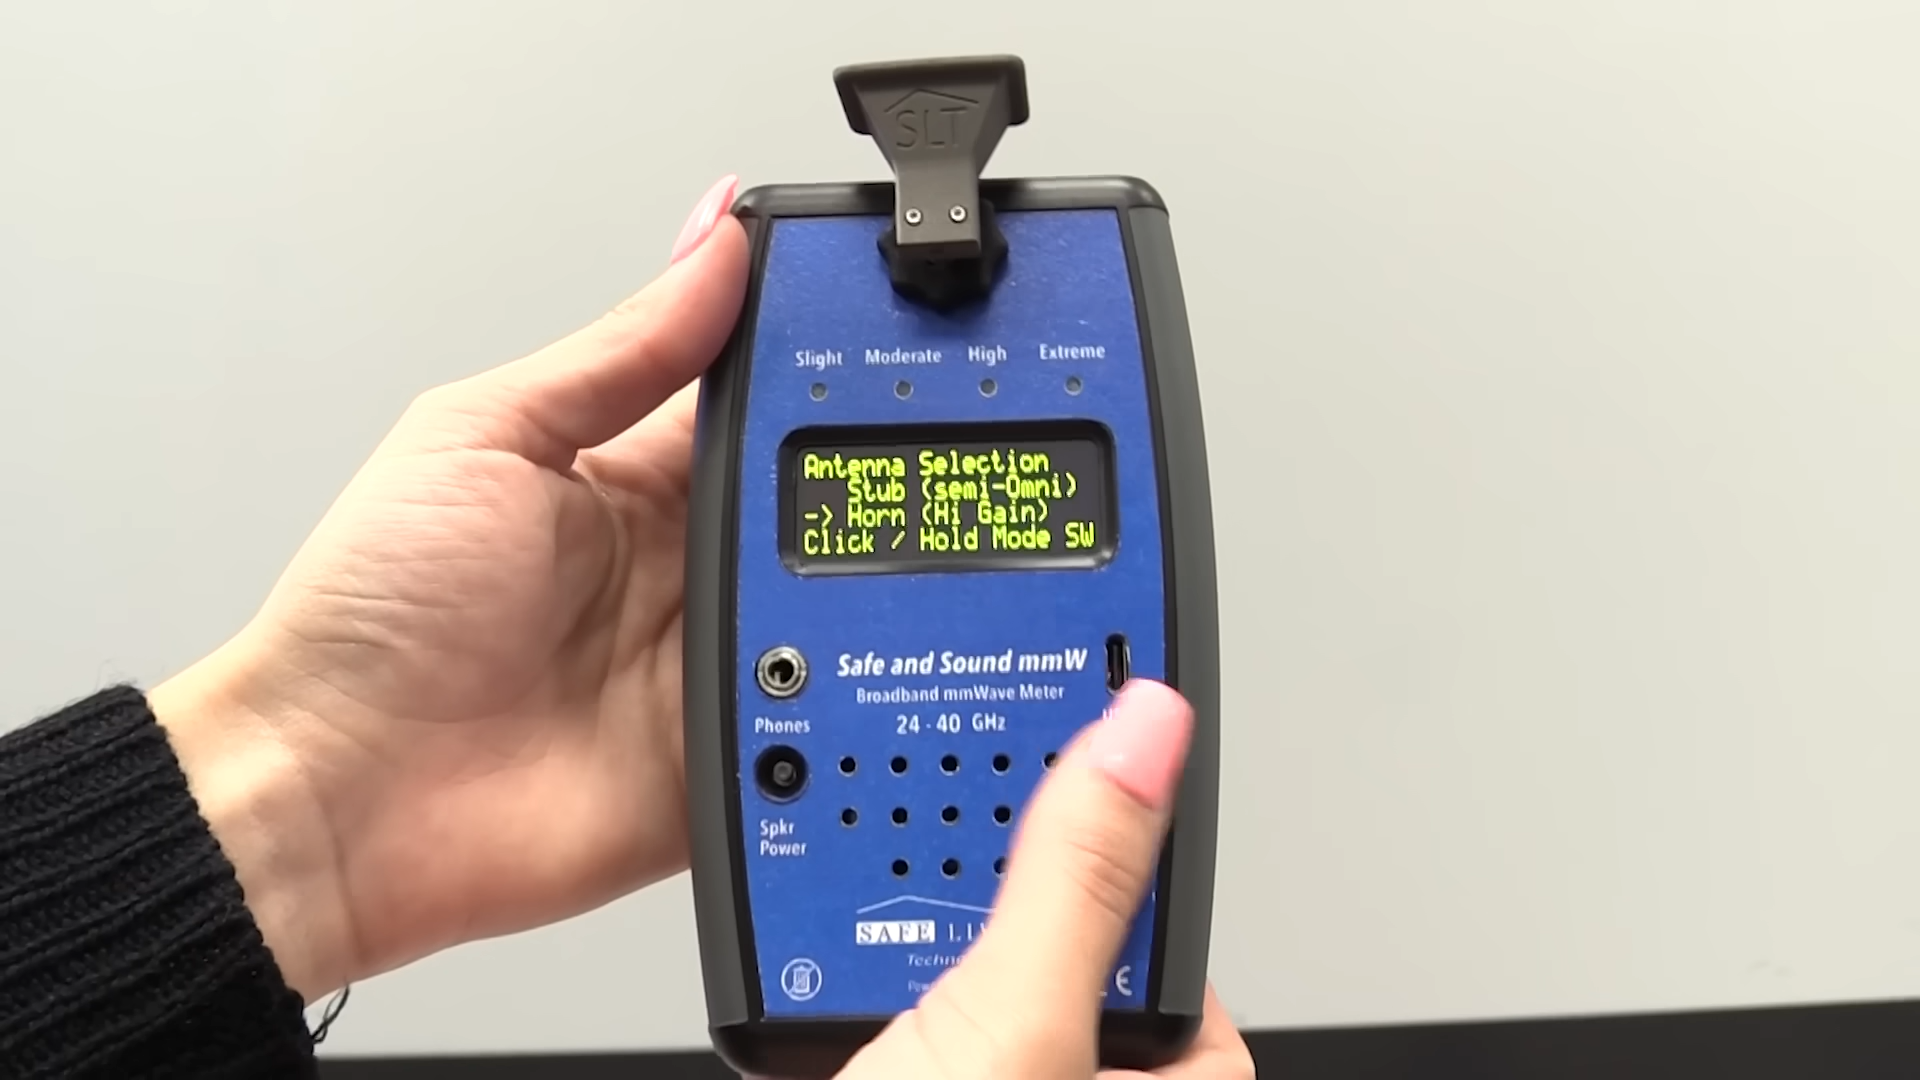 SLT
Slight Moderate High Extreme
Antenna Selection
Stub (semi-Omni)
-> Horn (Hi Gain)
Click / Hold Mode SW
Safe and Sound mmW
Broadband mmWave Meter
24 - 40 GHz
Phones
Spkr
Power
SAFE
CE